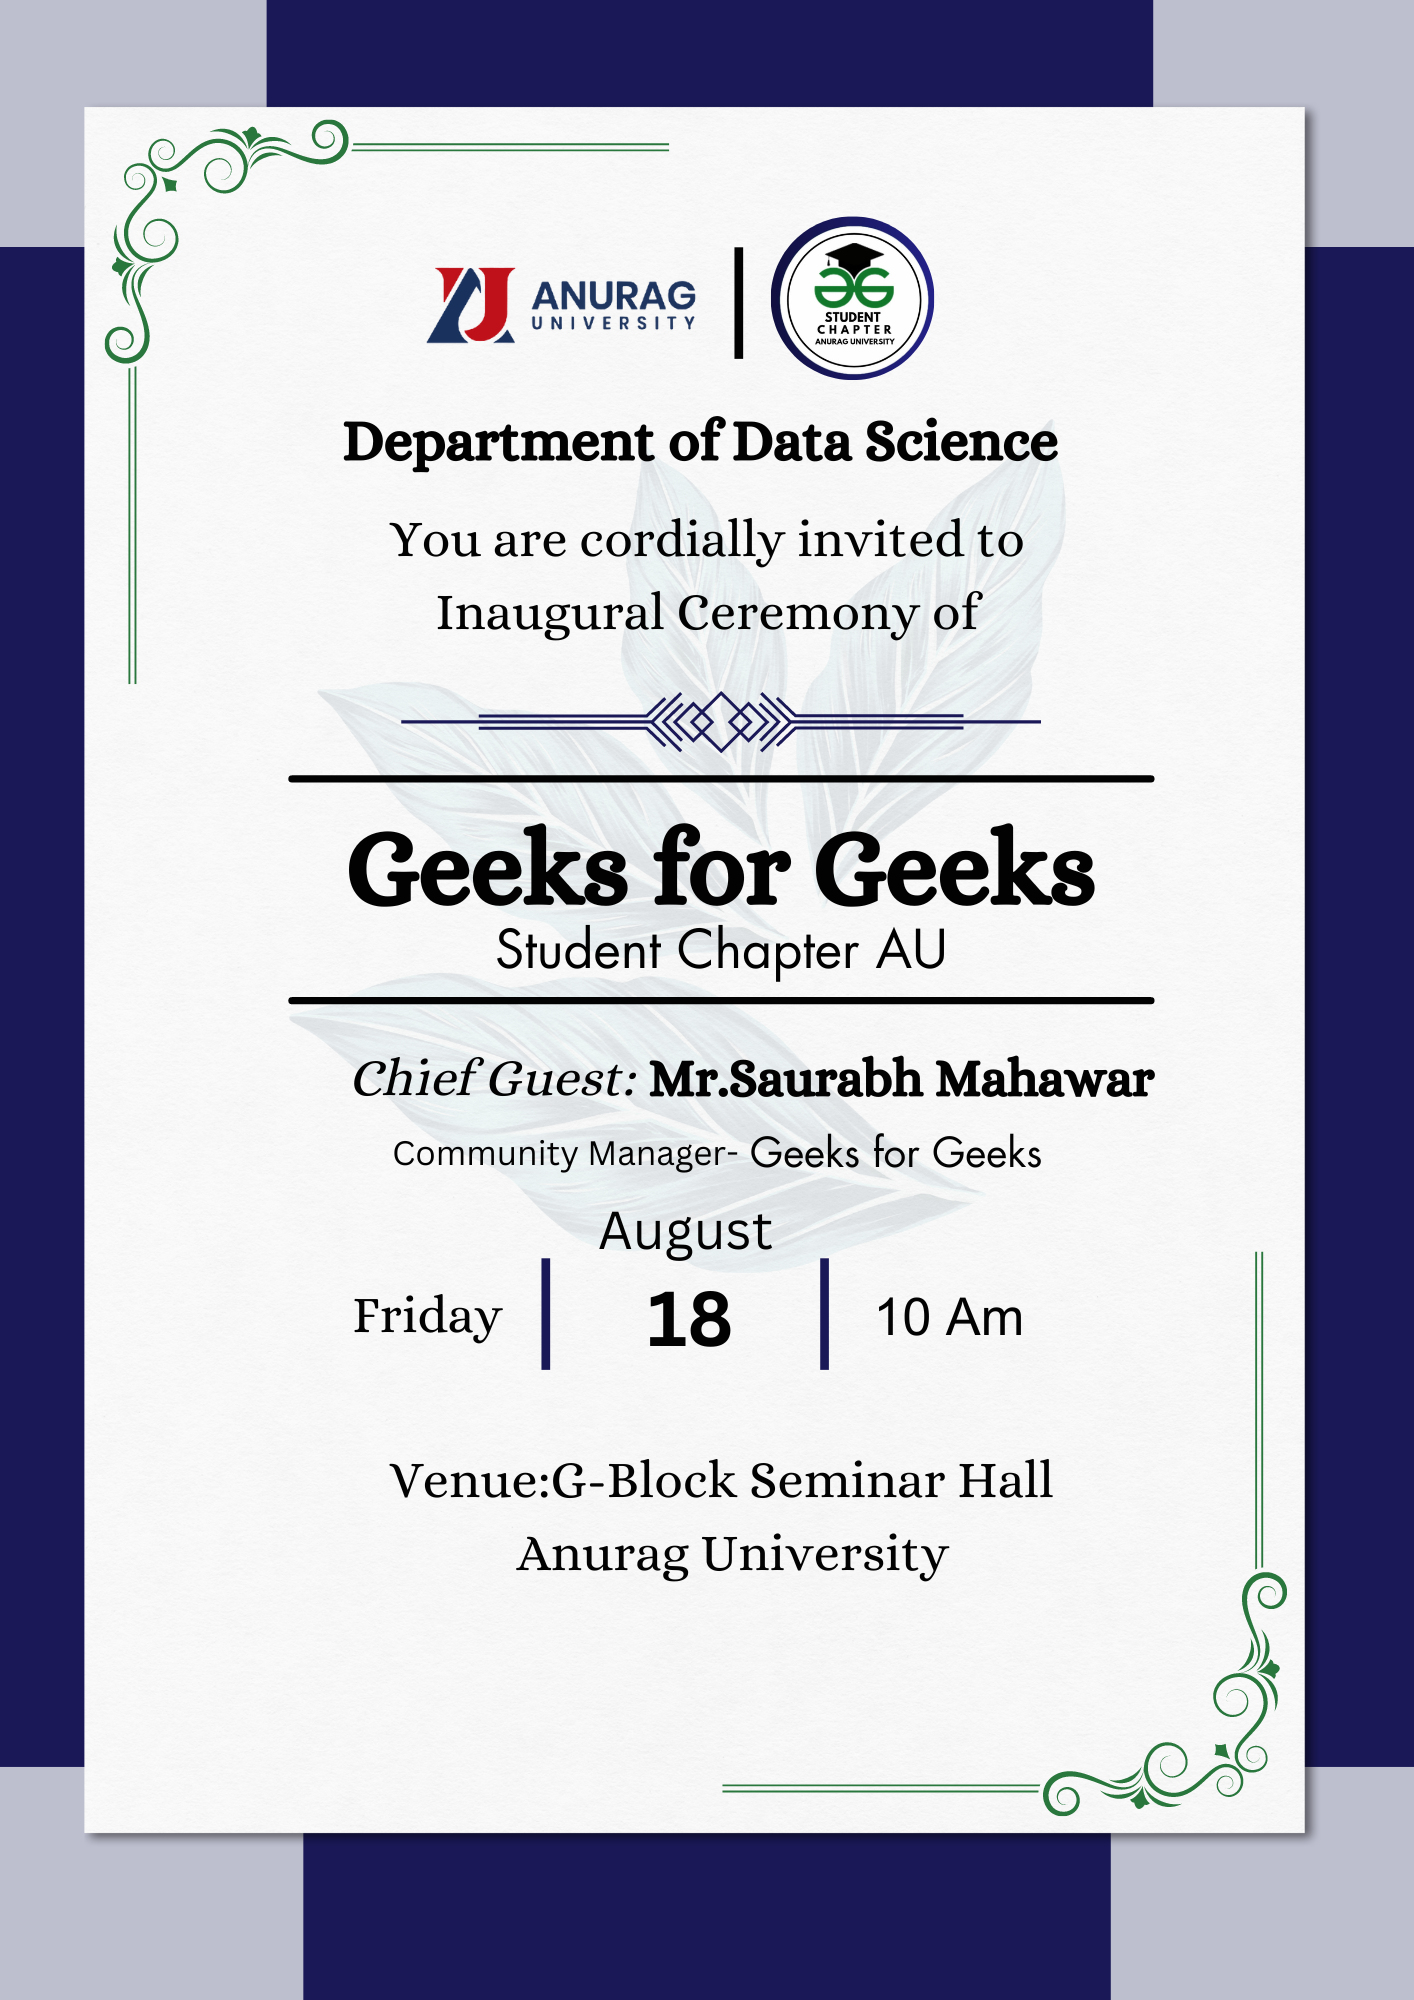 ANURAG
UNIVERSITY
STUDENT
CHAPTER
ANURAG UNIVERSITY
Department of Data Science
You are cordially invited to
Inaugural Ceremony of
Geeks for Geeks
Student Chapter AU
Chief Guest: Mr.Saurabh Mahawar
Community Manager- Geeks for Geeks
August
Friday 18 10 Am
Venue:G-Block Seminar Hall
Anurag University